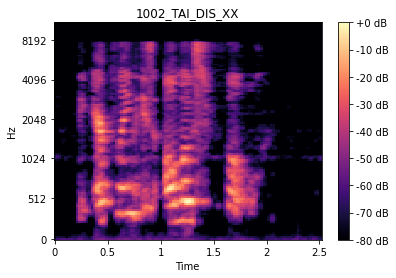 1002_TAI_DIS_XX
+0 dB
8192
-10 dB
4096
-20 dB
-30 dB
2048
Hz
-40 dB
1024
-50 dB
512
-60 dB
-70 dB
0
-80 dB
0 0.5 1 1.5 2 2.5
Time